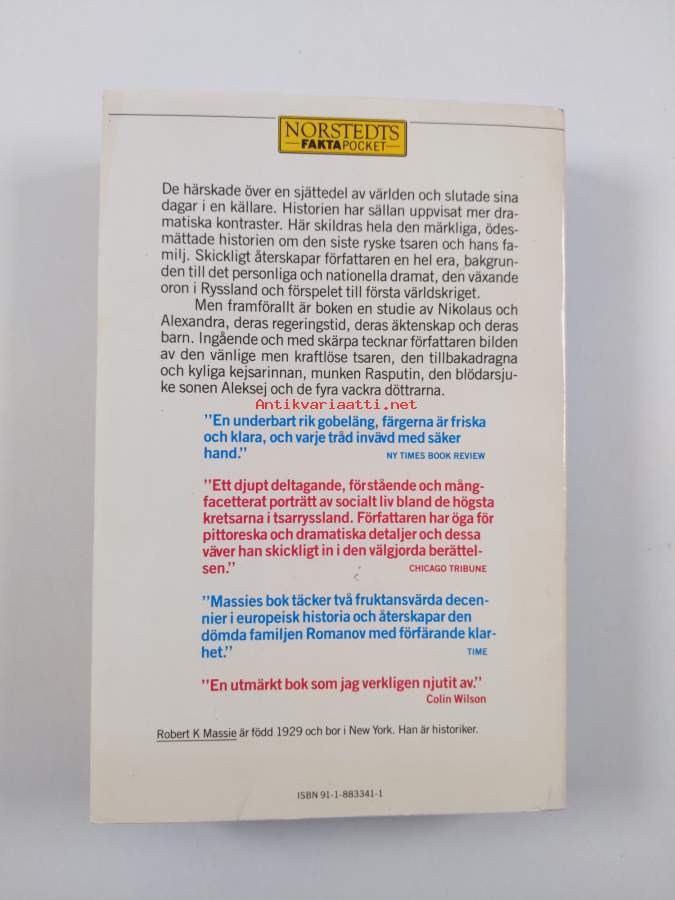 NORSTEDTS
FAKTAPOCKET
De härskade över en sjättedel av världen och slutade sina
dagar i en källare. Historien har sällan uppvisat mer dra-
matiska kontraster. Här skildras hela den märkliga, ödes-
mättade historien om den siste ryske tsaren och hans fa-
milj. Skickligt återskapar författaren en hel era, bakgrun-
den till det personliga och nationella dramat, den växande
oron i Ryssland och förspelet till första världskriget.
Men framförallt är boken en studie av Nikolaus och
Alexandra, deras regeringstid, deras äktenskap och deras
barn. Ingående och med skärpa tecknar författaren bilden
av den vänlige men kraftlöse tsaren, den tillbakadragna
och kyliga kejsarinnan, munken Rasputin, den blödarsju-
ke sonen Aleksej och de fyra vackra döttrarna.
Antikvariaatti.net
"En underbart rik gobeläng, färgerna är friska
och klara, och varje tråd invävd med säker
hand." NY TIMES BOOK REVIEW
"Ett djupt deltagande, förstående och mång-
facetterat porträtt av socialt liv bland de högsta
kretsarna i tsarryssland. Författaren har öga för
pittoreska och dramatiska detaljer och dessa
väver han skickligt in i den välgjorda berättel-
sen." CHICAGO TRIBUNE
"Massies bok täcker två fruktansvärda decen-
nier i europeisk historia och återskapar den
dömda familjen Romanov med förfärande klar-
het." TIME
"En utmärkt bok som jag verkligen njutit av."
Colin Wilson
Robert K Massie är född 1929 och bor i New York. Han är historiker.
ISBN 91-1-883341-1